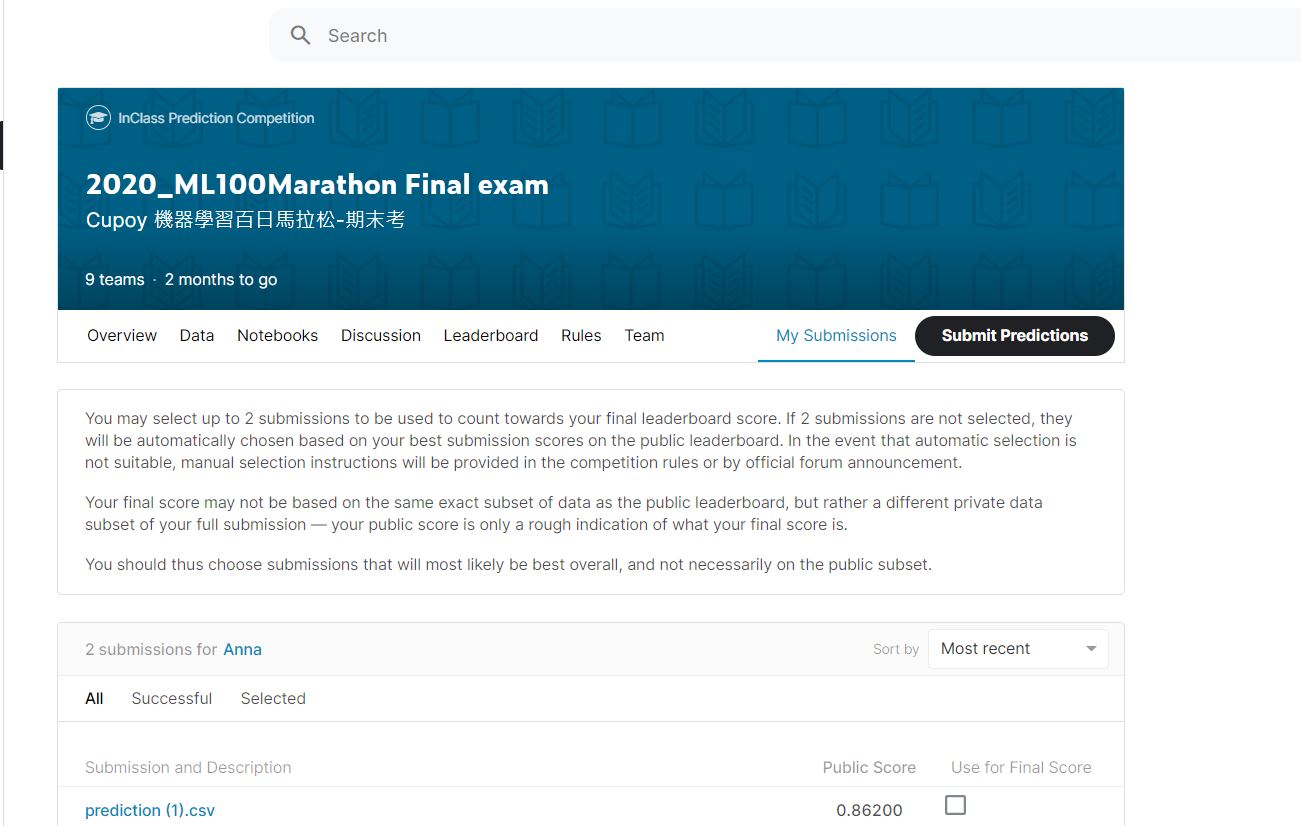 Search
InClass Prediction Competition
2020_ML100Marathon Final exam
Cupoy 機器學習百日馬拉松-期末考
9 teams · 2 months to go
Overview Data Notebooks Discussion Leaderboard Rules Team My Submissions Submit Predictions
You may select up to 2 submissions to be used to count towards your final leaderboard score. If 2 submissions are not selected, they
will be automatically chosen based on your best submission scores on the public leaderboard. In the event that automatic selection is
not suitable, manual selection instructions will be provided in the competition rules or by official forum announcement.
Your final score may not be based on the same exact subset of data as the public leaderboard, but rather a different private data
subset of your full submission — your public score is only a rough indication of what your final score is.
You should thus choose submissions that will most likely be best overall, and not necessarily on the public subset.
2 submissions for Anna Sort by Most recent
All Successful Selected
Submission and Description Public Score Use for Final Score
prediction (1).csv 0.86200